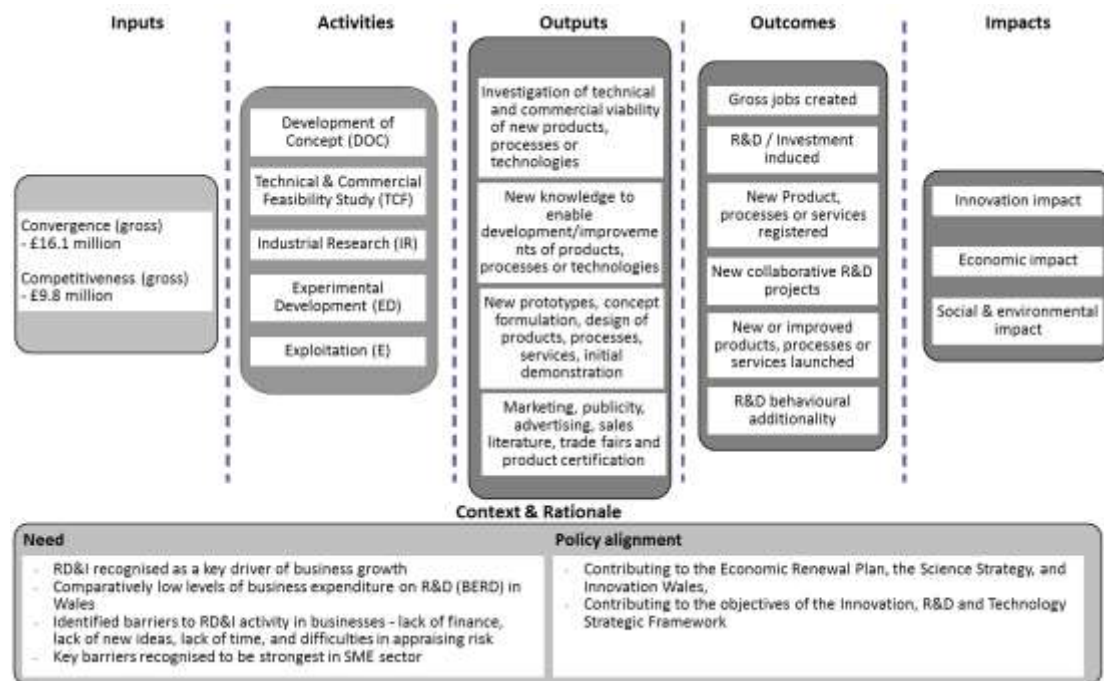 Inputs
Activities
Outputs
Outcomes
Impacts
Convergence (gross)
- £16.1 million
Competitiveness (gross)
- £9.8 million
Development of
Concept (DOC)
Technical & Commercial
Feasibility Study (TCF)
Industrial Research (IR)
Experimental
Development (ED)
Exploitation (E)
Investigation of technical
and commercial viability
of new products,
processes or
technologies
New knowledge to
enable
development/improveme
nts of products,
processes or technologies
New prototypes, concept
formulation, design of
products, processes,
services, initial
demonstration
Marketing, publicity,
advertising, sales
literature, trade fairs and
product certification
Gross jobs created
R&D / Investment
induced
New Product,
processes or services
registered
New collaborative R&D
projects
New or improved
products, processes or
services launched
R&D behavioural
additionality
Innovation impact
Economic impact
Social & environmental
impact
Context & Rationale
Need
- RD&I recognised as a key driver of business growth
- Comparatively low levels of business expenditure on R&D (BERD) in
Wales
- Identified barriers to RD&I activity in businesses - lack of finance,
lack of new ideas, lack of time, and difficulties in appraising risk
- Key barriers recognised to be strongest in SME sector
Policy alignment
- Contributing to the Economic Renewal Plan, the Science Strategy, and
Innovation Wales,
- Contributing to the objectives of the Innovation, R&D and Technology
Strategic Framework